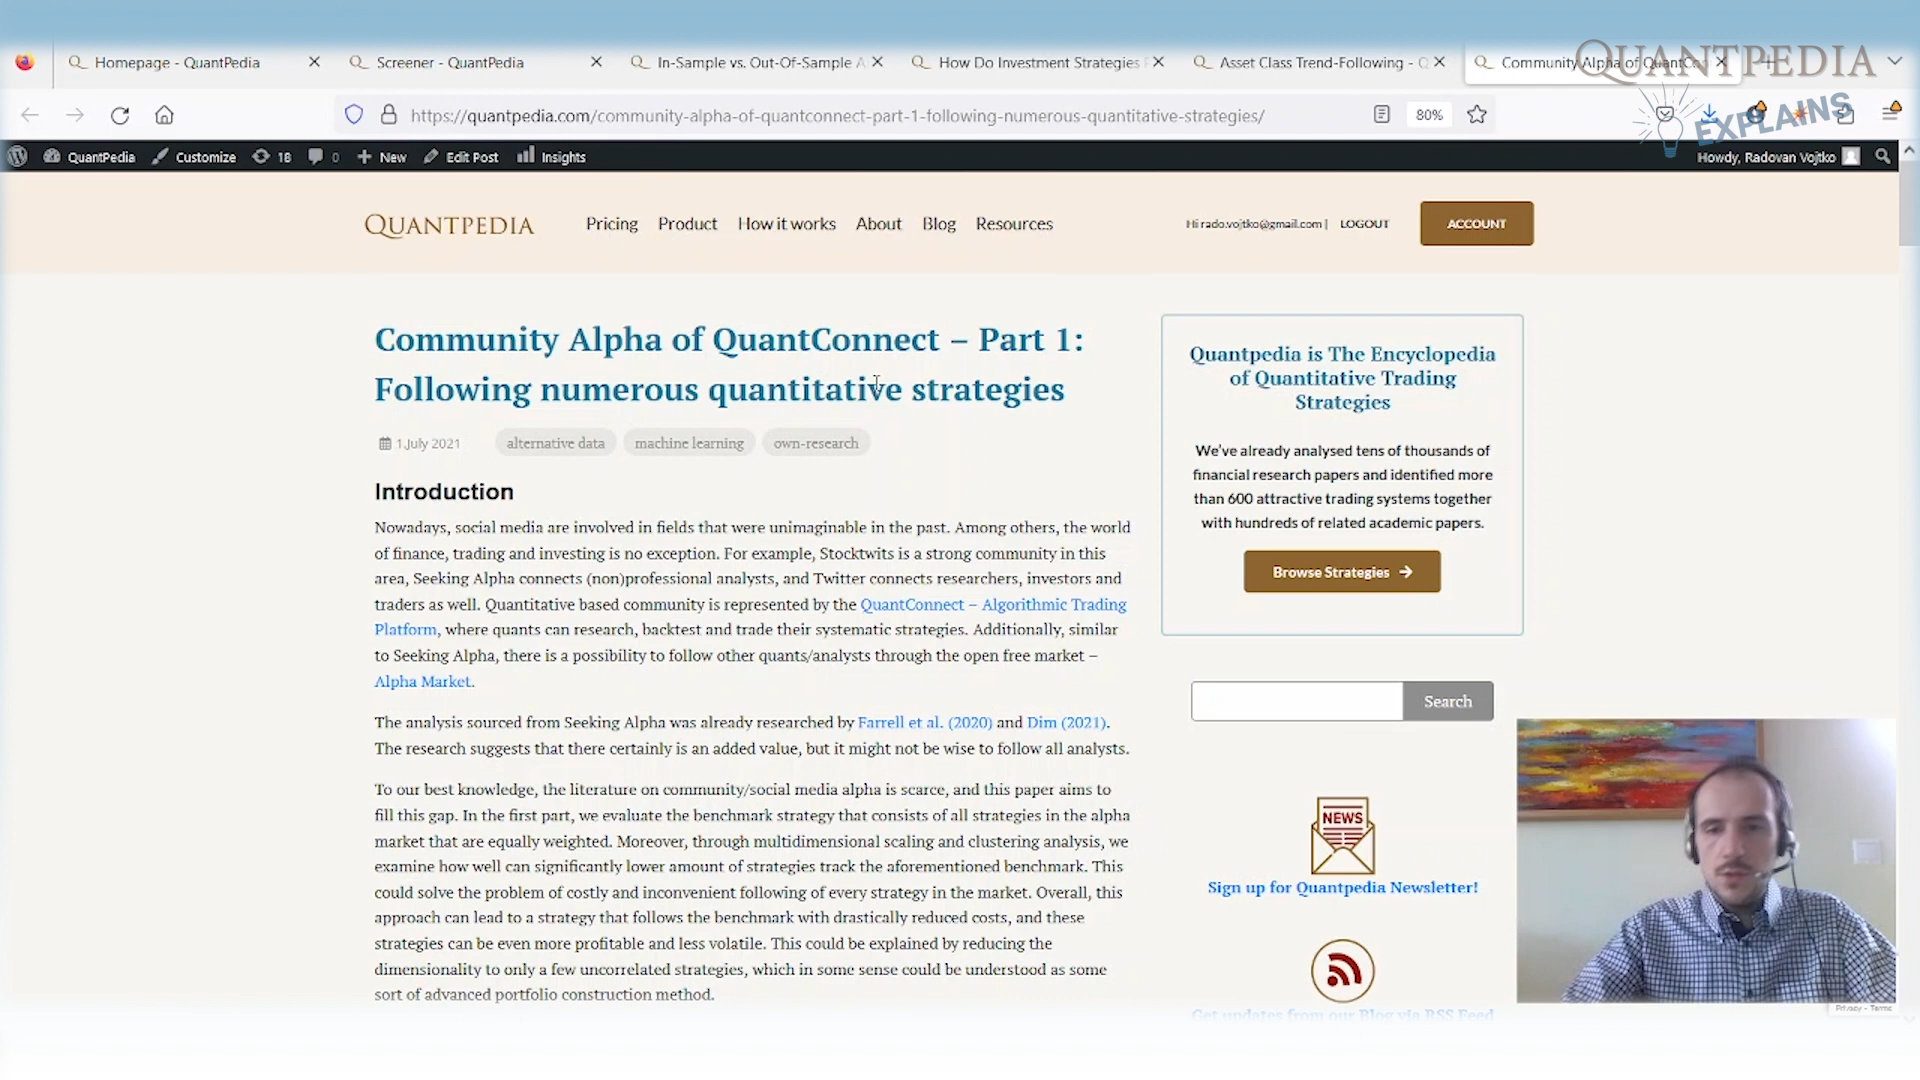 Homepage - QuantPedia
Screener - QuantPedia
In-Sample vs. Out-Of-Sample A
How Do Investment Strategies
Asset Class Trend-Following - Q
Community Alpha of QuantCon
QUANTPEDIA
EXPLAINS
https://quantpedia.com/community-alpha-of-quantconnect-part-1-following-numerous-quantitative-strategies/
80%
QuantPedia
Customize
18
0
New
Edit Post
Insights
Howdy, Radovan Vojtko
QUANTPEDIA
Pricing
Product
How it works
About
Blog
Resources
Hi rado.vojtko@gmail.com |
LOGOUT
ACCOUNT
Community Alpha of QuantConnect – Part 1:
Following numerous quantitative strategies
1.July 2021
alternative data
machine learning
own-research
Introduction
Nowadays, social media are involved in fields that were unimaginable in the past. Among others, the world
of finance, trading and investing is no exception. For example, Stocktwits is a strong community in this
area, Seeking Alpha connects (non)professional analysts, and Twitter connects researchers, investors and
traders as well. Quantitative based community is represented by the QuantConnect – Algorithmic Trading
Platform, where quants can research, backtest and trade their systematic strategies. Additionally, similar
to Seeking Alpha, there is a possibility to follow other quants/analysts through the open free market –
Alpha Market.
The analysis sourced from Seeking Alpha was already researched by Farrell et al. (2020) and Dim (2021).
The research suggests that there certainly is an added value, but it might not be wise to follow all analysts.
To our best knowledge, the literature on community/social media alpha is scarce, and this paper aims to
fill this gap. In the first part, we evaluate the benchmark strategy that consists of all strategies in the alpha
market that are equally weighted. Moreover, through multidimensional scaling and clustering analysis, we
examine how well can significantly lower amount of strategies track the aforementioned benchmark. This
could solve the problem of costly and inconvenient following of every strategy in the market. Overall, this
approach can lead to a strategy that follows the benchmark with drastically reduced costs, and these
strategies can be even more profitable and less volatile. This could be explained by reducing the
dimensionality to only a few uncorrelated strategies, which in some sense could be understood as some
sort of advanced portfolio construction method.
Quantpedia is The Encyclopedia
of Quantitative Trading
Strategies
We've already analysed tens of thousands of
financial research papers and identified more
than 600 attractive trading systems together
with hundreds of related academic papers.
Browse Strategies
Search
NEWS
Sign up for Quantpedia Newsletter!
Get updates from our Blog via RSS Feed
Privacy - Terms